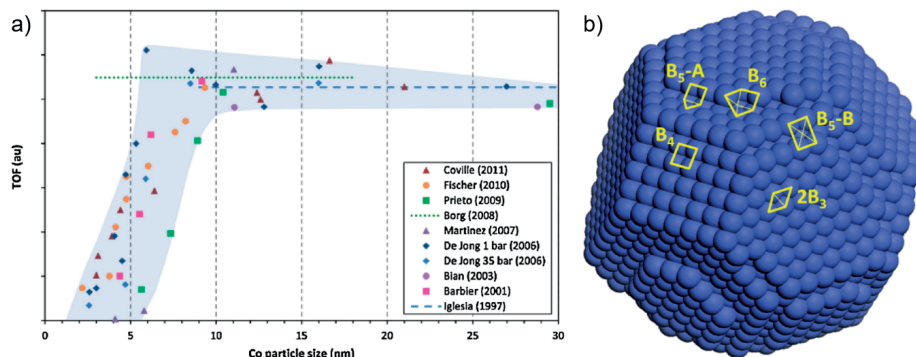 a)
TOF (au)
Coville (2011)
Fischer (2010)
Prieto (2009)
Borg (2008)
Martinez (2007)
De Jong 1 bar (2006)
De Jong 35 bar (2006)
Bian (2003)
Barbier (2001)
Iglesia (1997)
0 5 10 15 20 25 30
Co particle size (nm)
b)
B5-A
B6
B5-B
B4
2B3